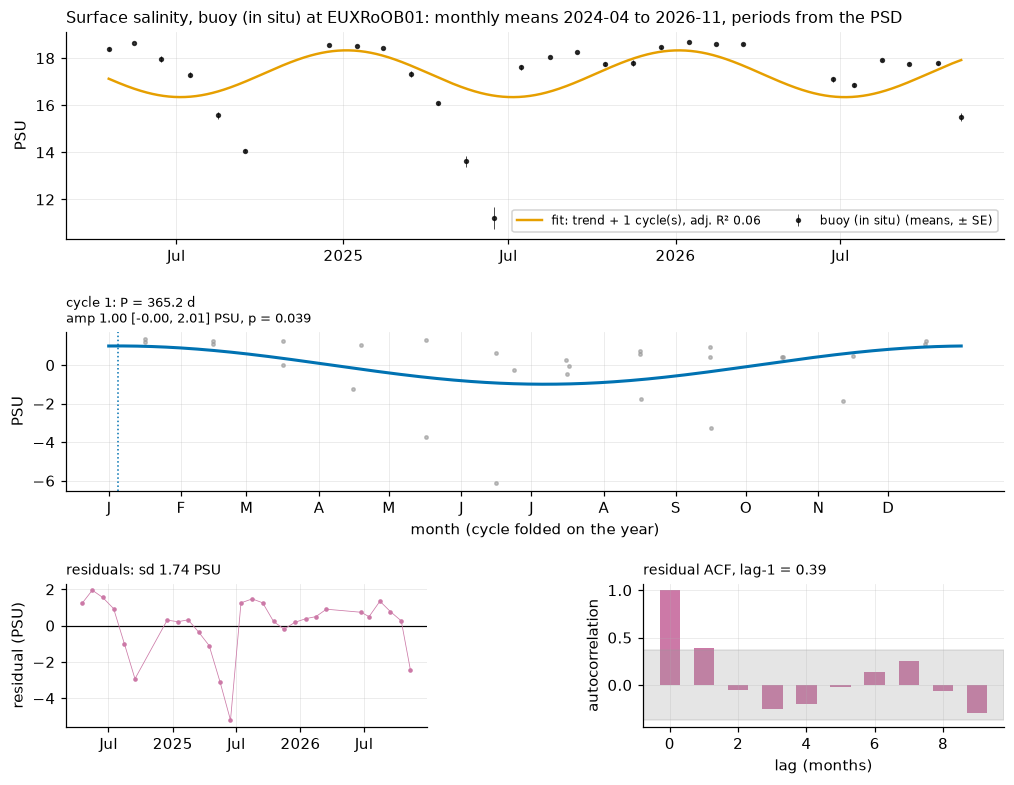 Surface salinity, buoy (in situ) at EUXRoOB01: monthly means 2024-04 to 2026-11, periods from the PSD
18
16
14
12
PSU
fit: trend + 1 cycle(s), adj. R² 0.06
buoy (in situ) (means, ± SE)
Jul
2025
Jul
2026
Jul
cycle 1: P = 365.2 d
amp 1.00 [-0.00, 2.01] PSU, p = 0.039
0
−2
−4
−6
PSU
J
F
M
A
M
J
J
A
S
O
N
D
month (cycle folded on the year)
residuals: sd 1.74 PSU
2
0
−2
−4
residual (PSU)
Jul
2025
Jul
2026
Jul
residual ACF, lag-1 = 0.39
1.0
0.5
0.0
autocorrelation
0
2
4
6
8
lag (months)